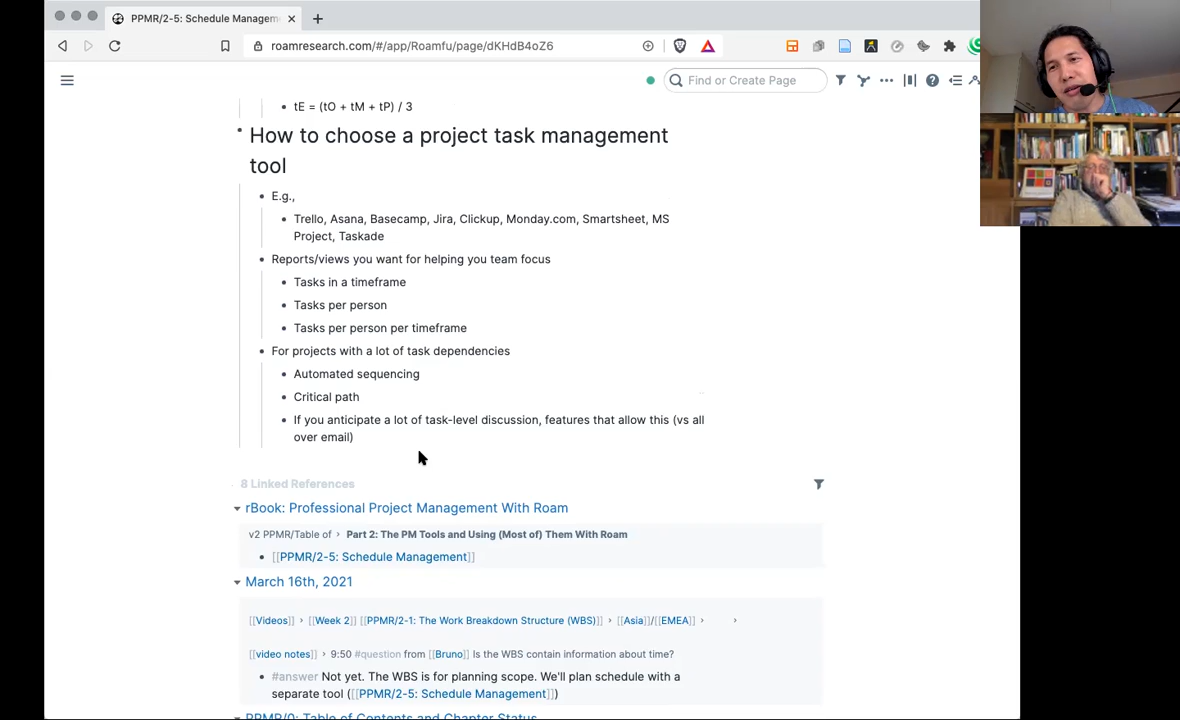 PPMR/2-5: Schedule Managem
roamresearch.com/#/app/Roamfu/page/dKHdB4oZ6
Find or Create Page
tE = (tO + tM + tP) / 3
How to choose a project task management
tool
E.g.,
Trello, Asana, Basecamp, Jira, Clickup, Monday.com, Smartsheet, MS
Project, Taskade
Reports/views you want for helping you team focus
Tasks in a timeframe
Tasks per person
Tasks per person per timeframe
For projects with a lot of task dependencies
Automated sequencing
Critical path
If you anticipate a lot of task-level discussion, features that allow this (vs all
over email)
8 Linked References
rBook: Professional Project Management With Roam
v2 PPMR/Table of › Part 2: The PM Tools and Using (Most of) Them With Roam
[[PPMR/2-5: Schedule Management]]
March 16th, 2021
[[Videos]] › [[Week 2]] [[PPMR/2-1: The Work Breakdown Structure (WBS)]] › [[Asia]]/[[EMEA]] › ›
[[video notes]] › 9:50 #question from [[Bruno]] Is the WBS contain information about time?
#answer Not yet. The WBS is for planning scope. We'll plan schedule with a
separate tool ([[PPMR/2-5: Schedule Management]])
PPMR/0: Table of Contents and Chapter Status